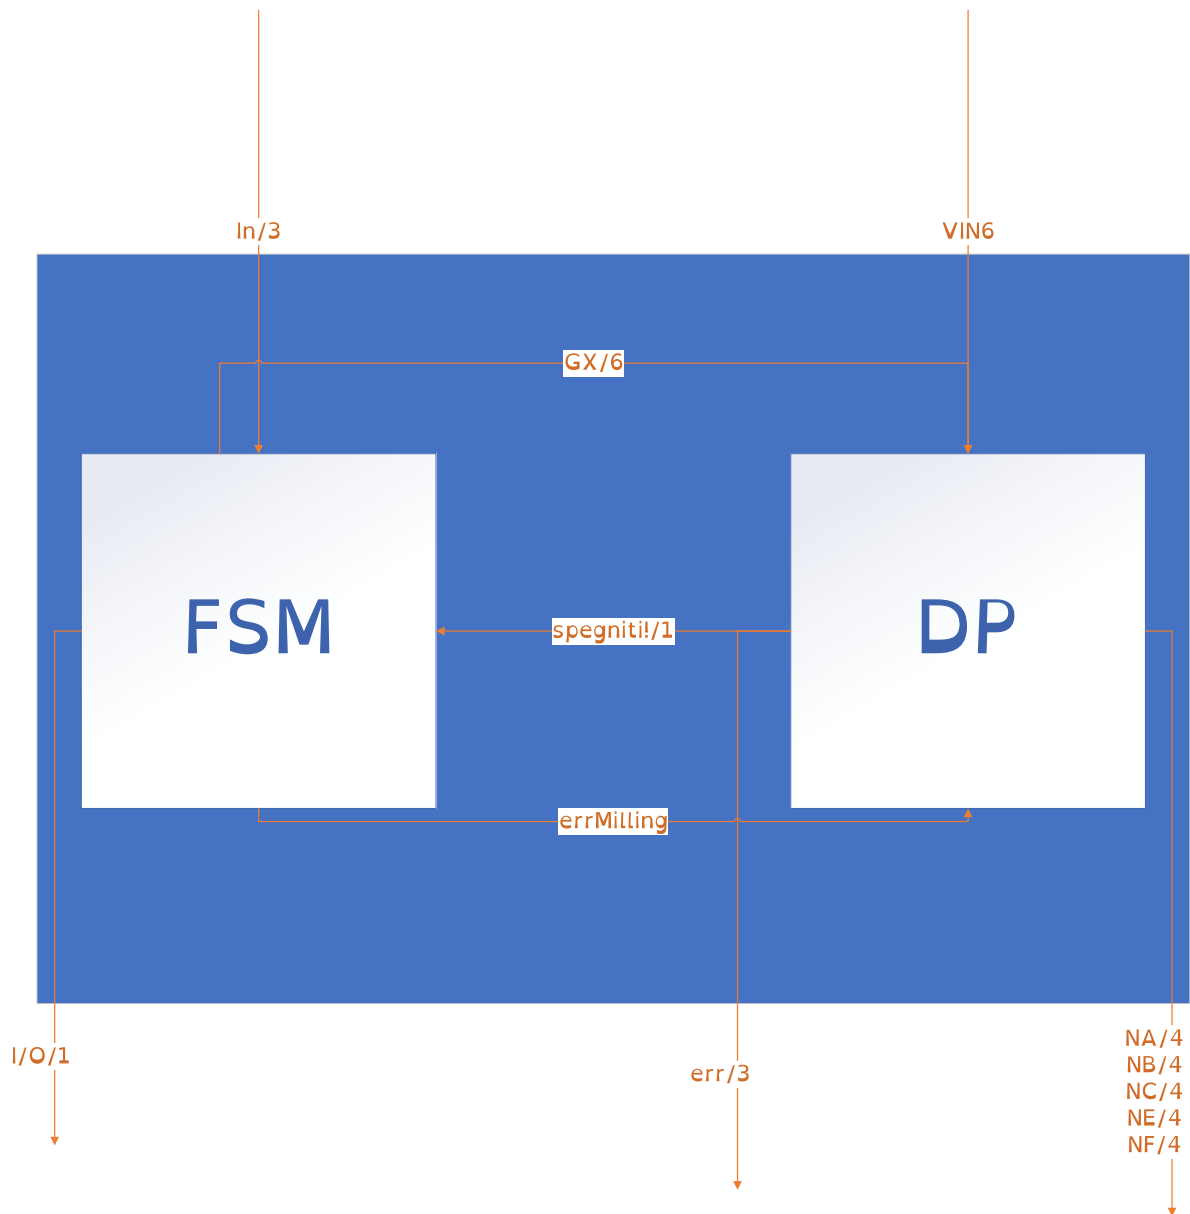 In/3
VIN6
GX/6
FSM
spegniti!/1
DP
errMilling
I/O/1
err/3
NA/4
NB/4
NC/4
NE/4
NF/4